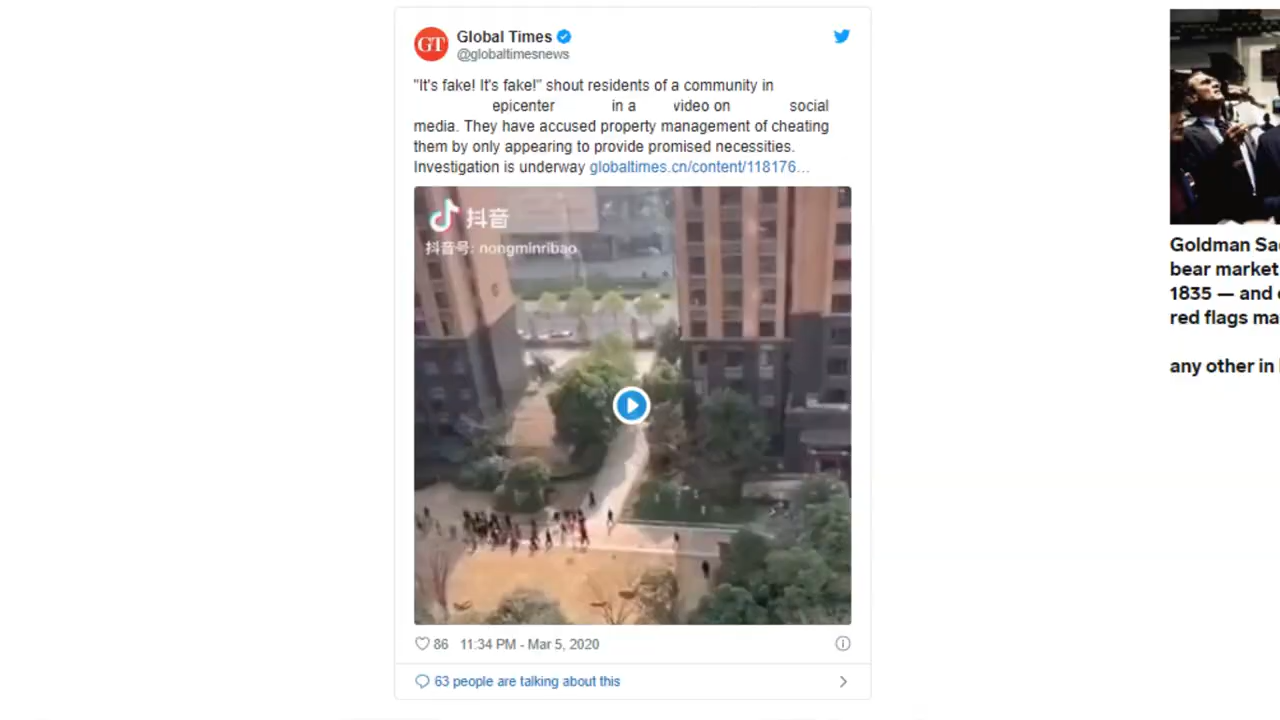 GT
Global Times
@globaltimesnews
"It's fake! It's fake!" shout residents of a community in
epicenter in a video on social
media. They have accused property management of cheating
them by only appearing to provide promised necessities.
Investigation is underway globaltimes.cn/content/118176...
抖音
抖音号: nongminribao
86 11:34 PM - Mar 5, 2020
63 people are talking about this
Goldman Sa
bear market
1835 — and
red flags ma
any other in